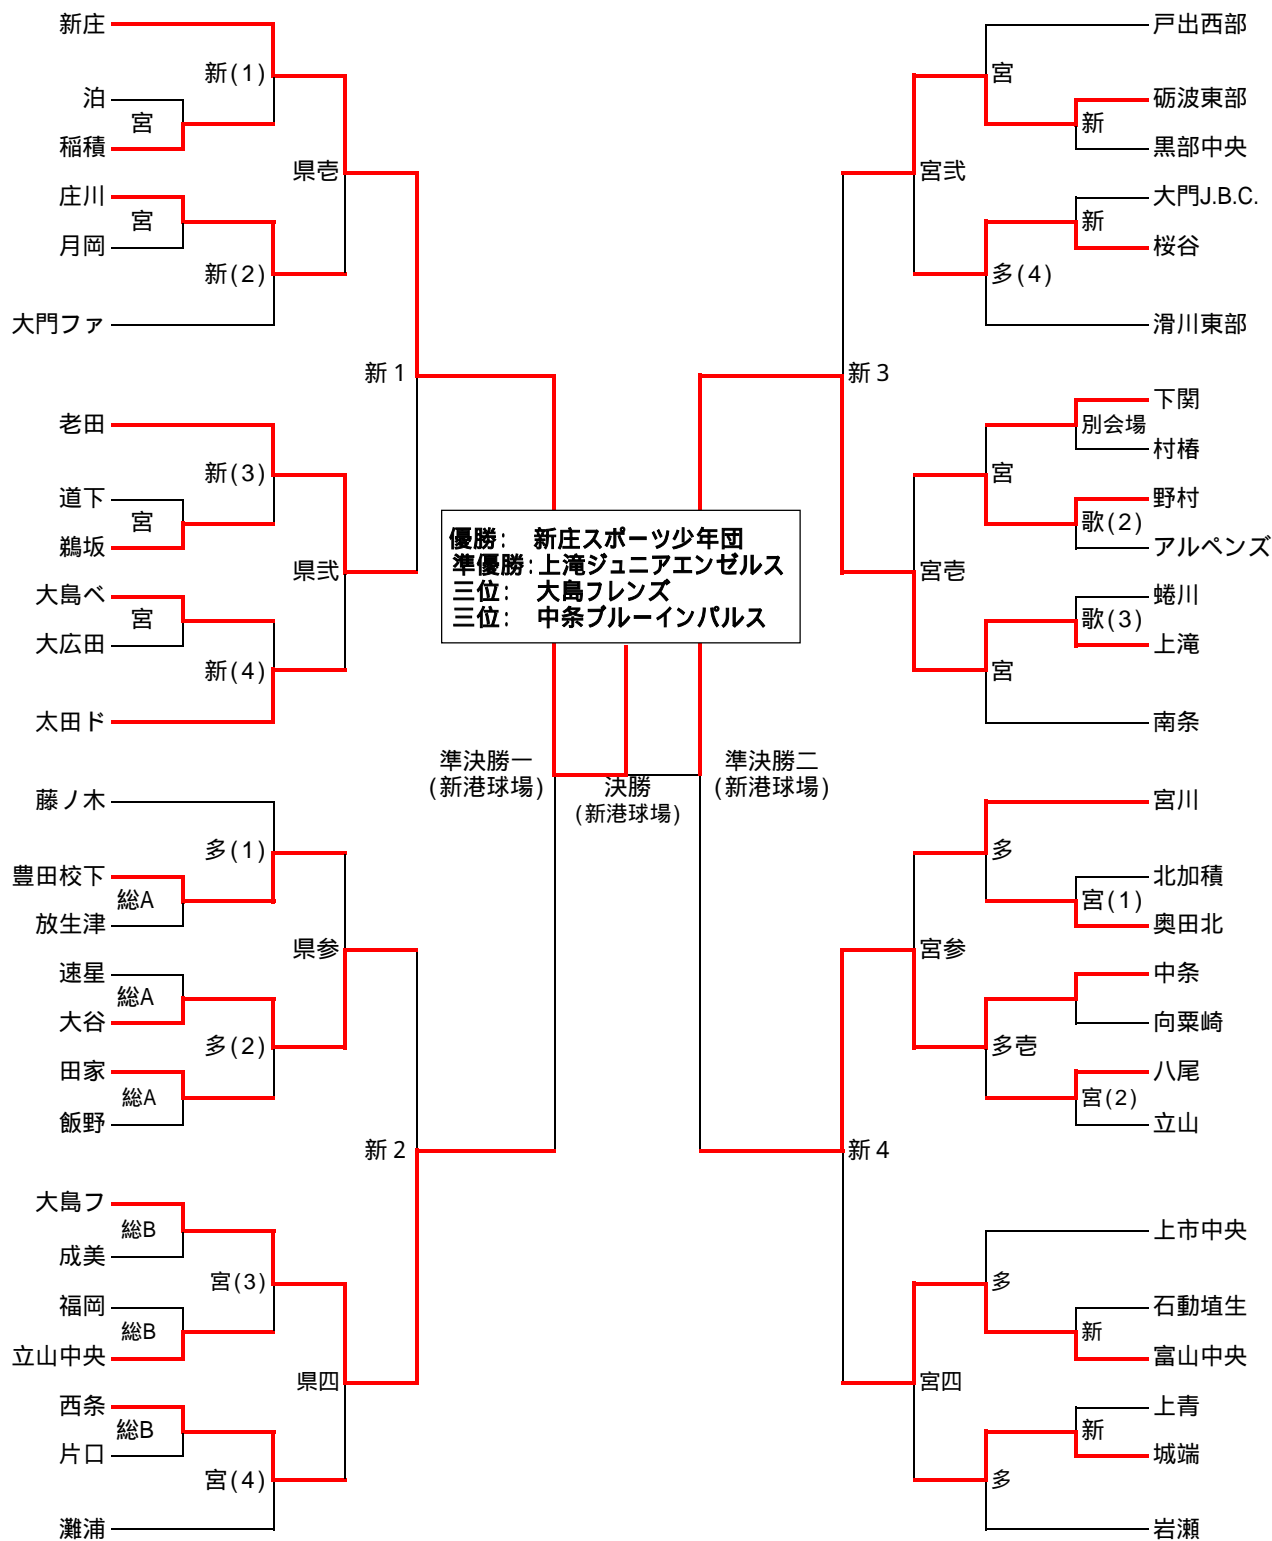 新庄
新(1)
泊
宮
稲積
県壱
庄川
宮
月岡
新(2)
大門ファ
新1
老田
新(3)
道下
宮
鵜坂
県弐
大島ベ
宮
大広田
新(4)
太田ド
藤ノ木
多(1)
豊田校下
総A
放生津
県参
速星
総A
大谷
多(2)
田家
総A
飯野
新2
大島フ
総B
成美
宮(3)
福岡
総B
立山中央
県四
西条
総B
片口
宮(4)
灘浦
優勝: 新庄スポーツ少年団
準優勝:上滝ジュニアエンゼルス
三位: 大島フレンズ
三位: 中条ブルーインパルス
準決勝一
(新港球場)
決勝
(新港球場)
準決勝二
(新港球場)
戸出西部
宮
砺波東部
新
黒部中央
宮弐
大門J.B.C.
新
桜谷
多(4)
滑川東部
新3
下関
別会場
村椿
宮
野村
歌(2)
アルペンズ
宮壱
蜷川
歌(3)
上滝
宮
南条
宮川
多
北加積
宮(1)
奥田北
宮参
中条
向粟崎
多壱
八尾
宮(2)
立山
新4
上市中央
多
石動埴生
新
富山中央
宮四
上青
新
城端
多
岩瀬